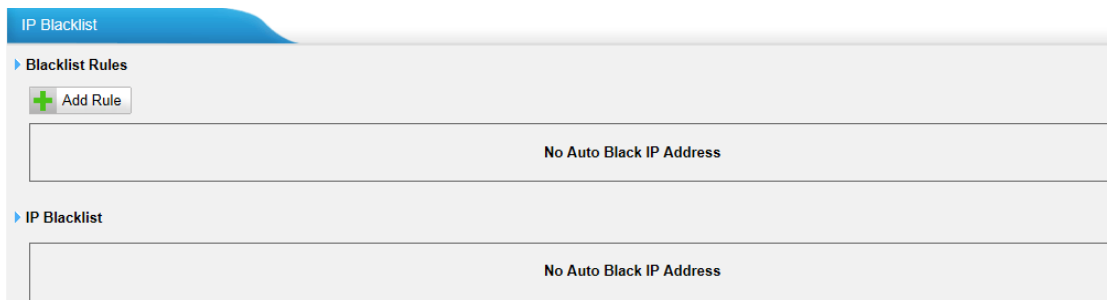 IP Blacklist
Blacklist Rules
Add Rule
No Auto Black IP Address
IP Blacklist
No Auto Black IP Address